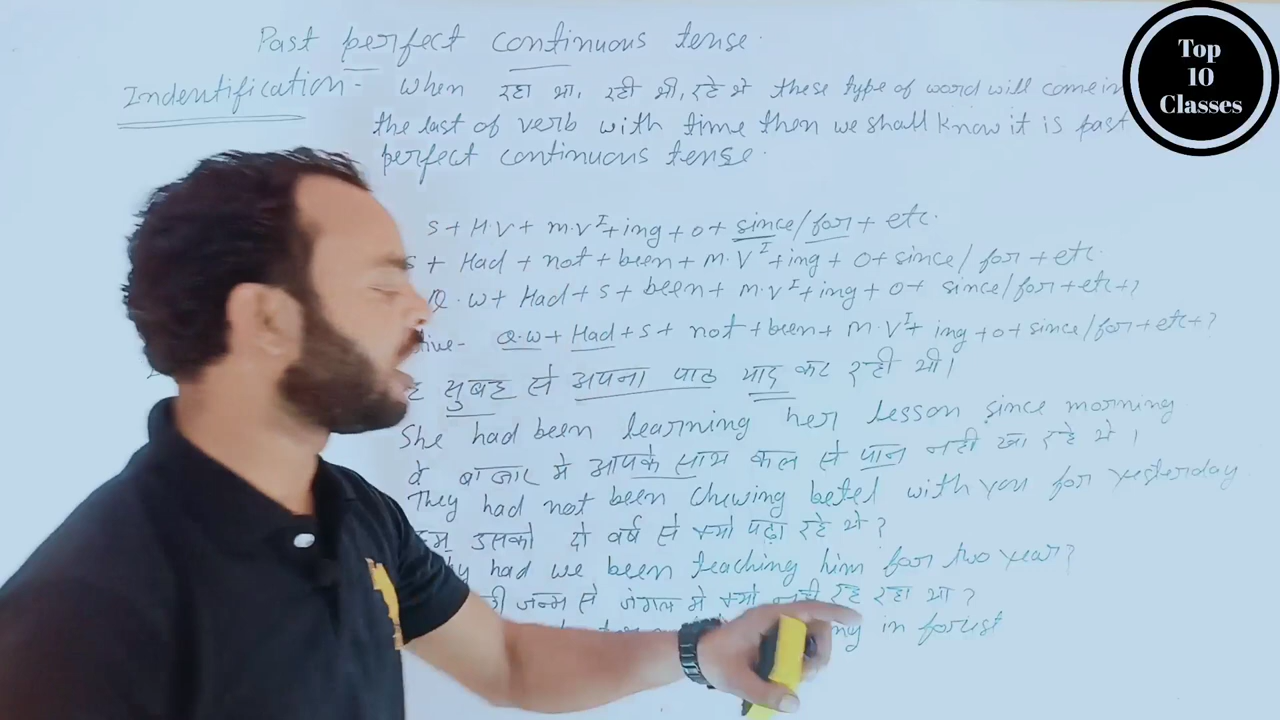 Past perfect continuous tense.
Indentification - When रहा था, रही थी, रहे थे these type of word will come in
the last of verb with time then we shall know it is past
perfect continuous tense.
S + H.V + M.V I + ing + O + since/for + etc.
S + Had + not + been + M.V I + ing + O + since/for + etc.
Q.W + Had + S + been + M.V I + ing + O + since/for + etc + ?
tive - Q.W + Had + S + not + been + M.V I + ing + O + since/for + etc + ?
सुबह से अपना पाठ याद कर रही थी।
She had been learning her lesson since morning
वे बाजार मे आपके साथ कल से पान नही खा रहे थे ।
They had not been chewing betel with you for yesterday
हम उसको दो वर्ष से क्यो पढ़ा रहे थे ?
had we been teaching him for two year?
जन्म से जंगल मे क्यो नही रह रहा था ?
in forust
Top
10
Classes